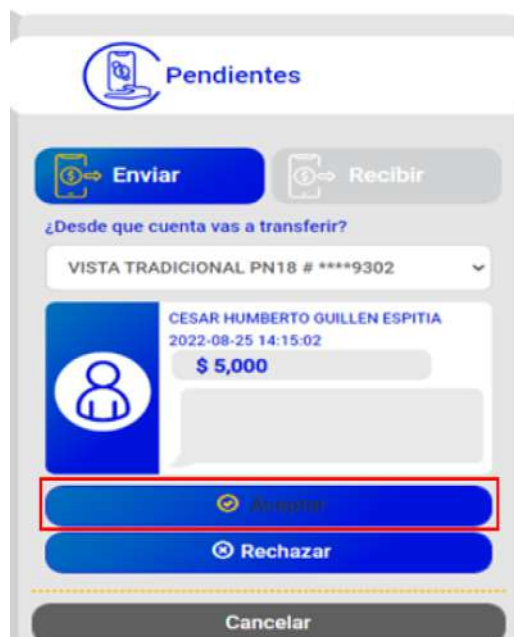 Pendientes
Enviar
Recibir
¿Desde que cuenta vas a transferir?
VISTA TRADICIONAL PN18 # ****9302
CESAR HUMBERTO GUILLEN ESPITIA
2022-08-25 14:15:02
$ 5,000
Aceptar
Rechazar
Cancelar